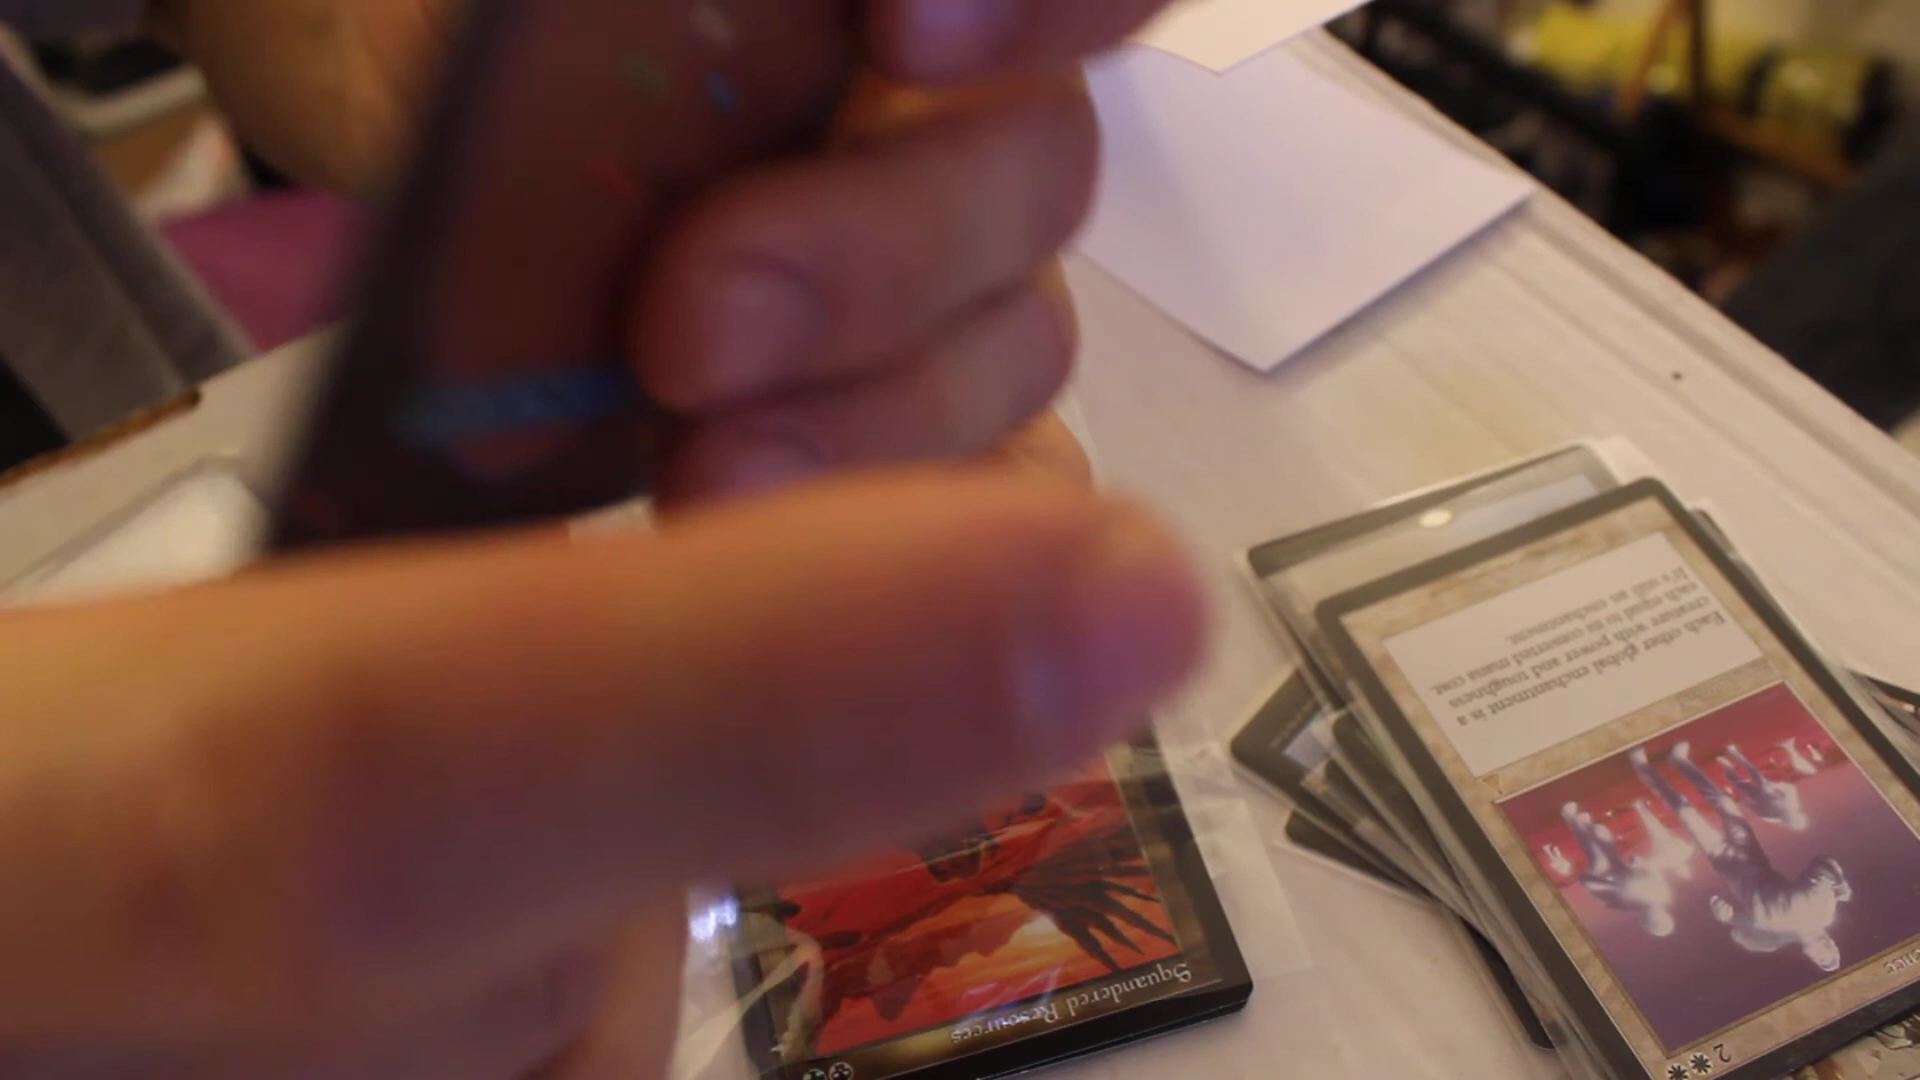 Each other global enchantment is a
creature with power and toughness
each equal to its converted mana cost.
It's still an enchantment.
2
Squandered Resources